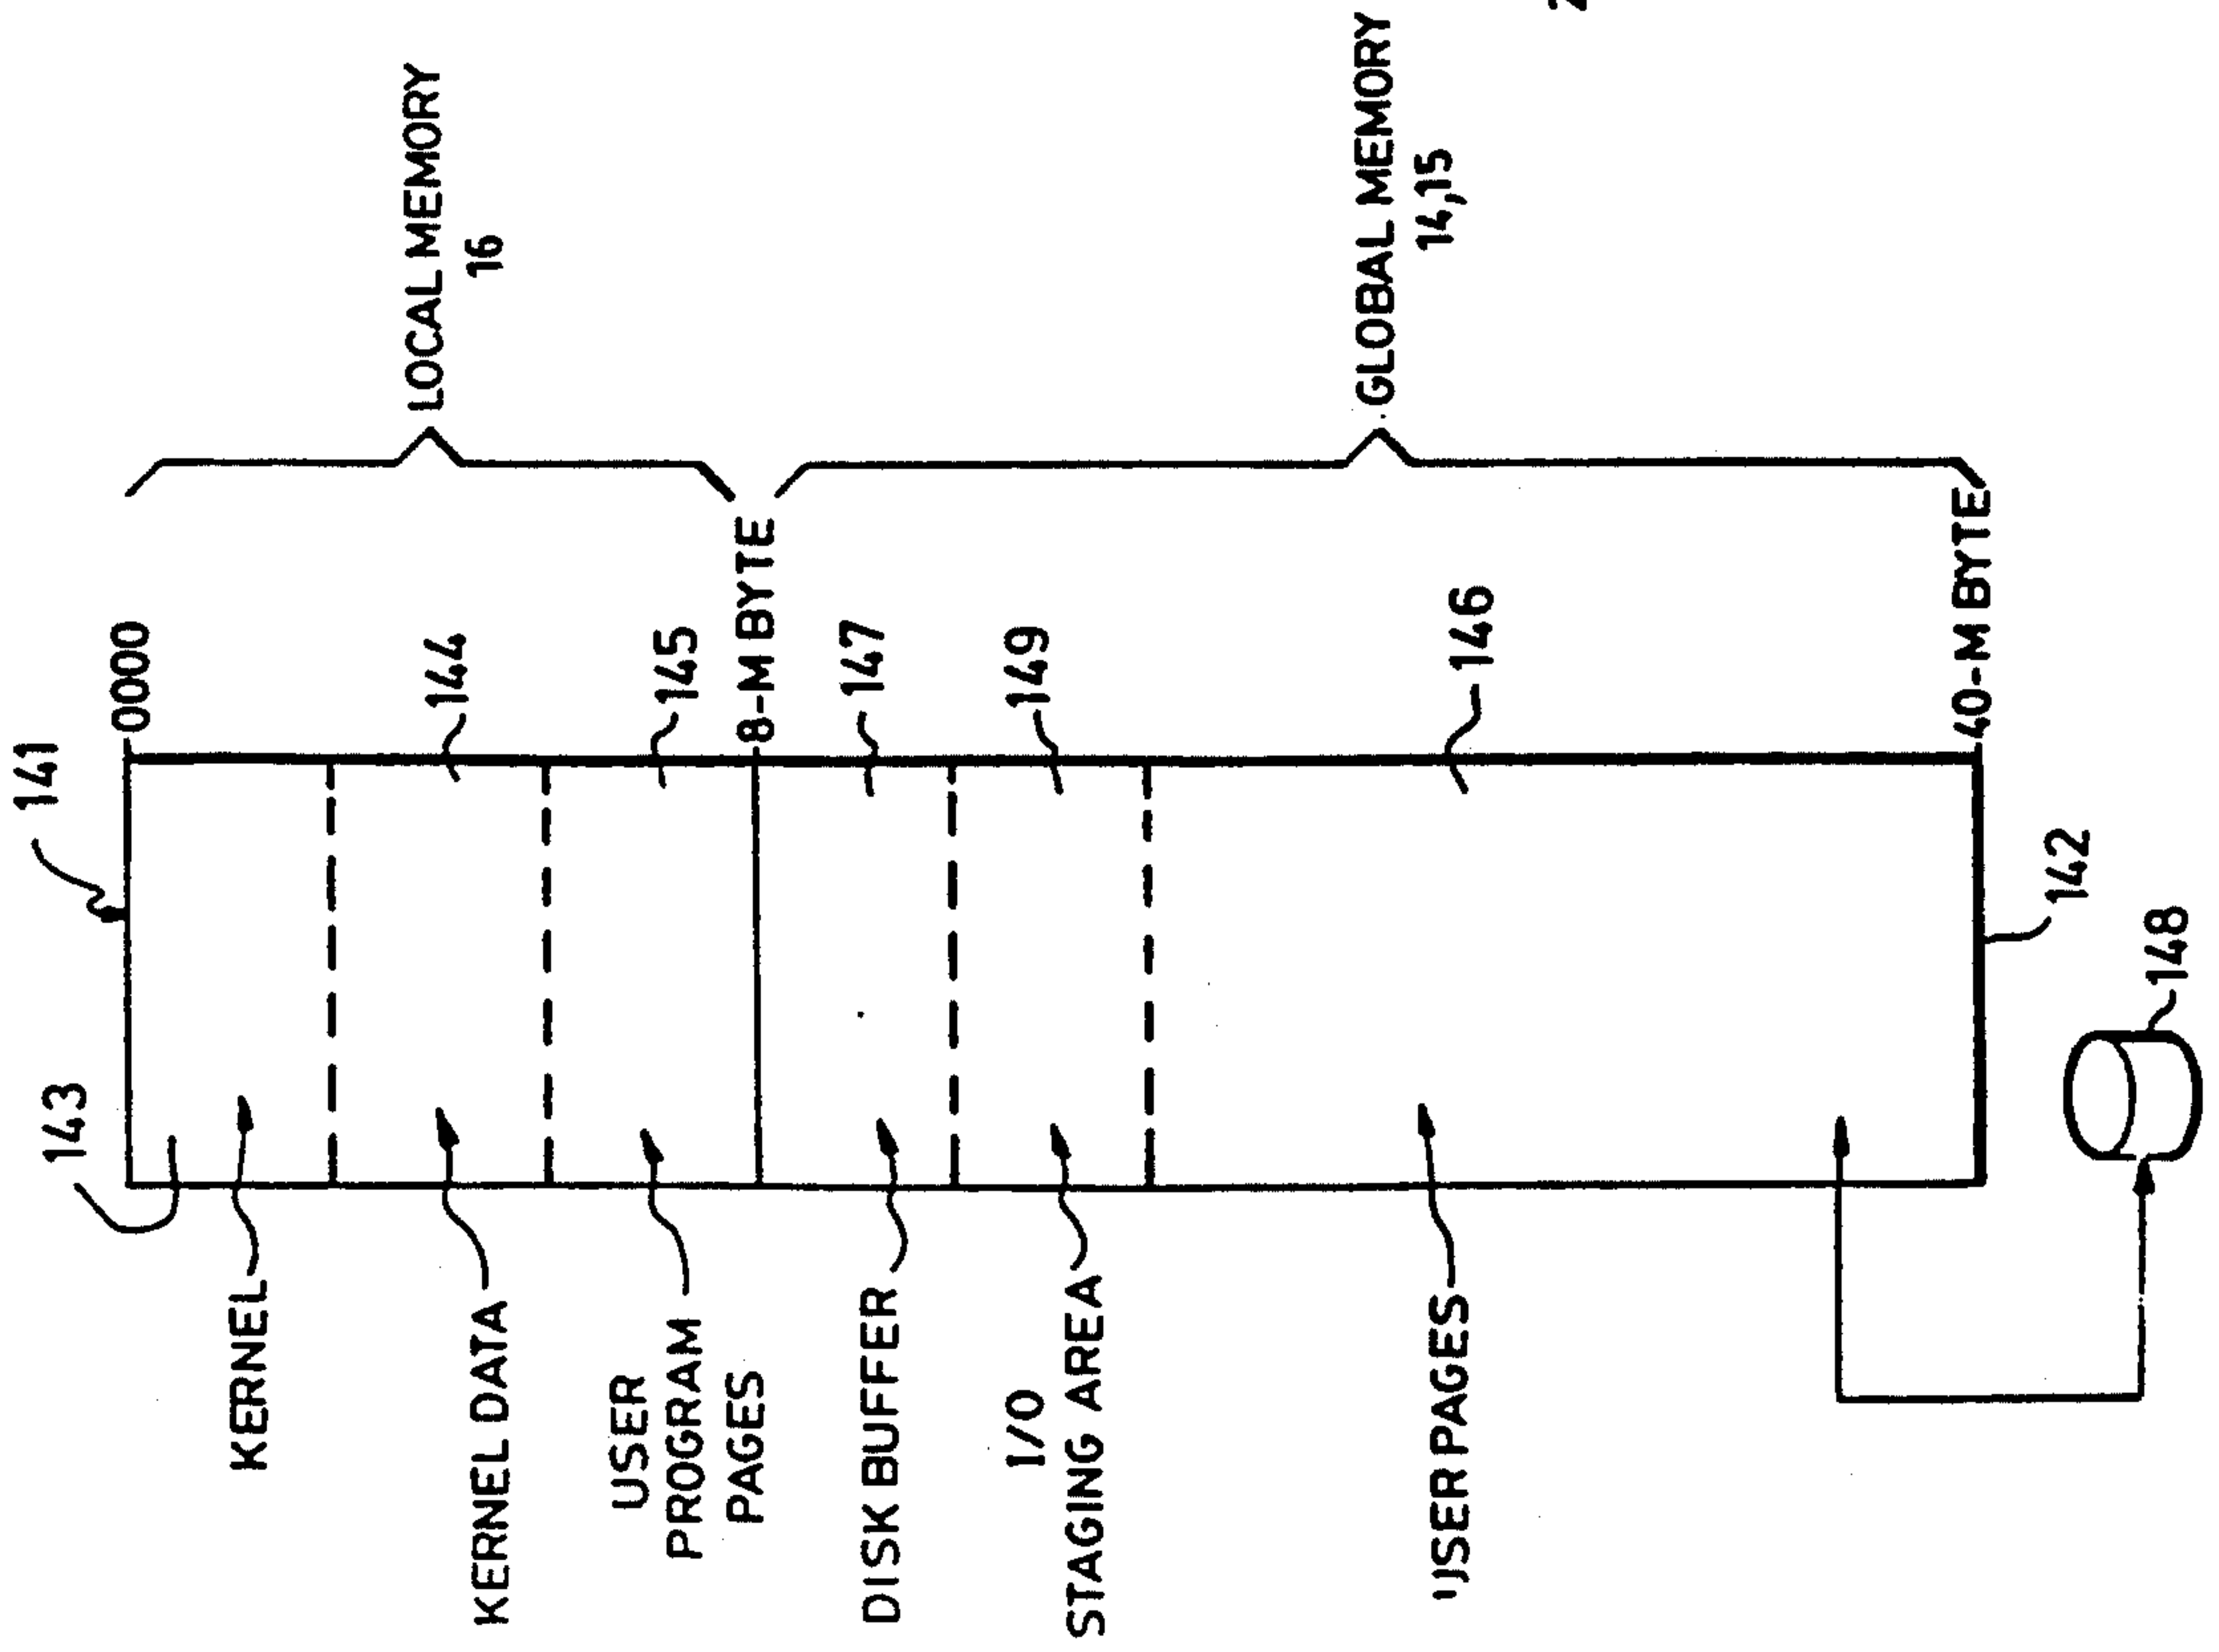 141
0000
143
KERNEL
144
KERNEL DATA
145
USER
PROGRAM
PAGES
8-M BYTE
LOCAL MEMORY
16
147
DISK BUFFER
149
I/O
STAGING AREA
146
USER PAGES
40-M BYTE
GLOBAL MEMORY
14,15
142
148